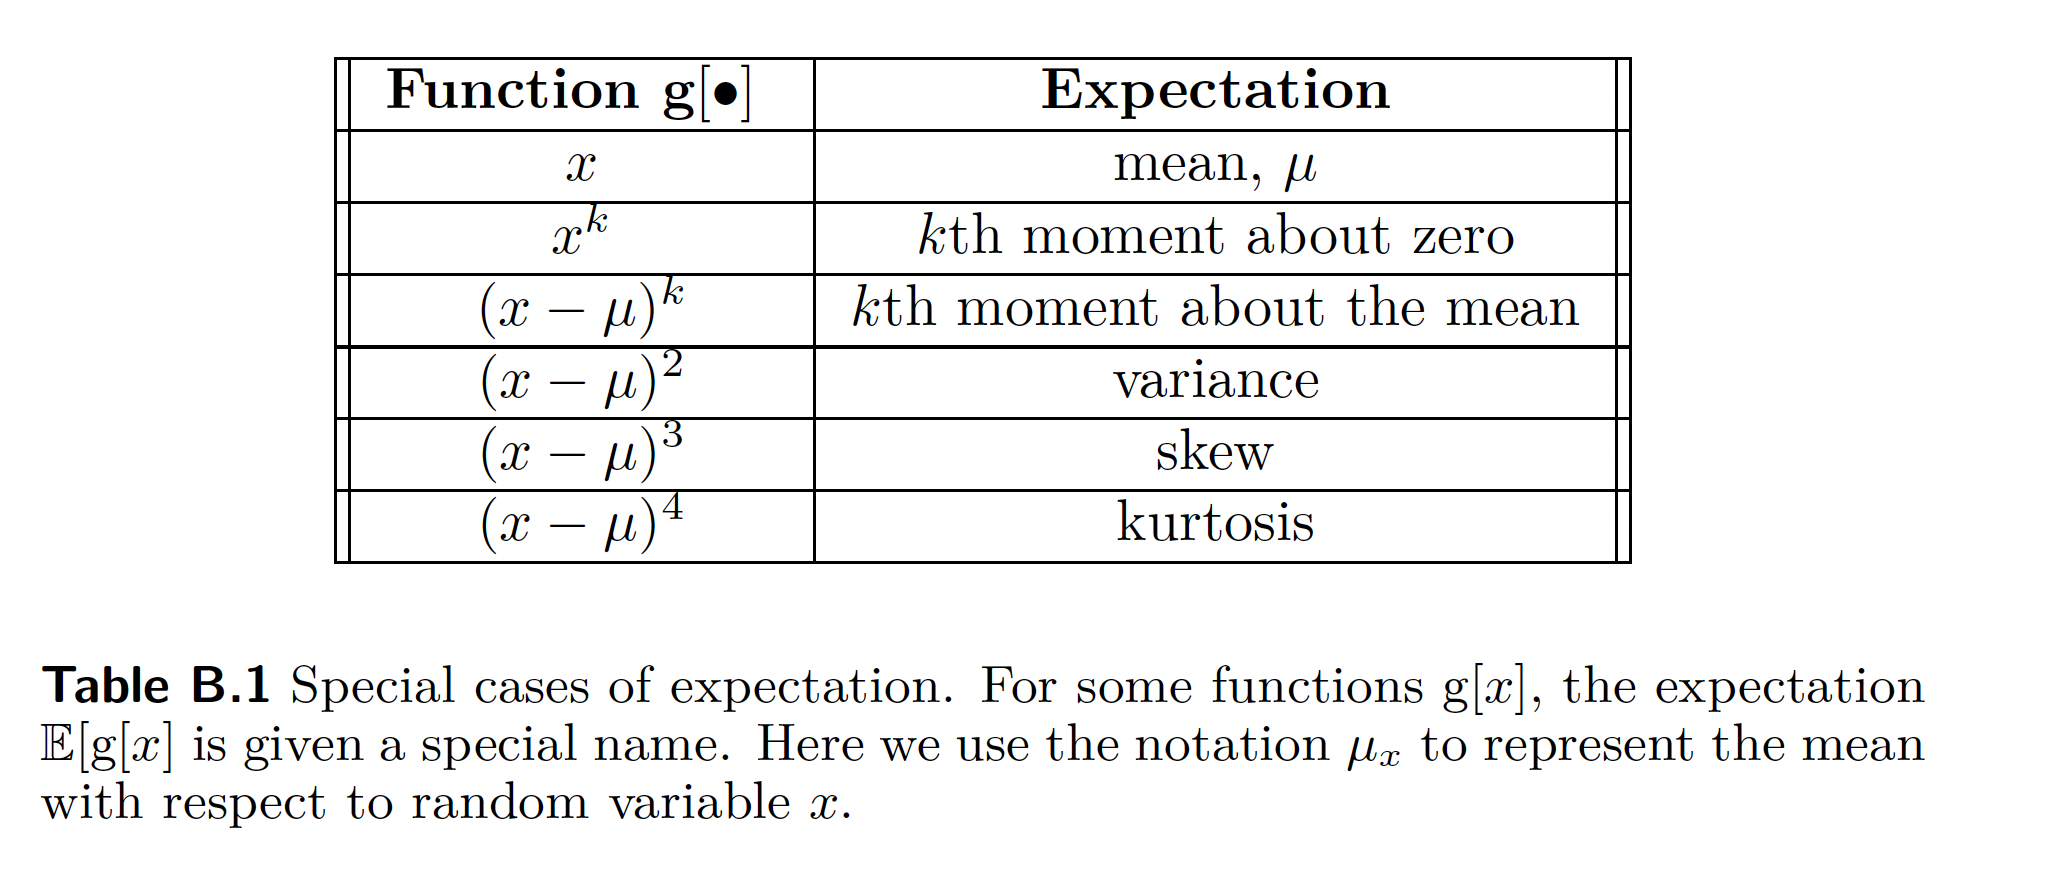 Function g[•] Expectation
x mean, μ
x^k kth moment about zero
(x − μ)^k kth moment about the mean
(x − μ)^2 variance
(x − μ)^3 skew
(x − μ)^4 kurtosis
Table B.1 Special cases of expectation. For some functions g[x], the expectation
𝔼[g[x] is given a special name. Here we use the notation μ_x to represent the mean
with respect to random variable x.